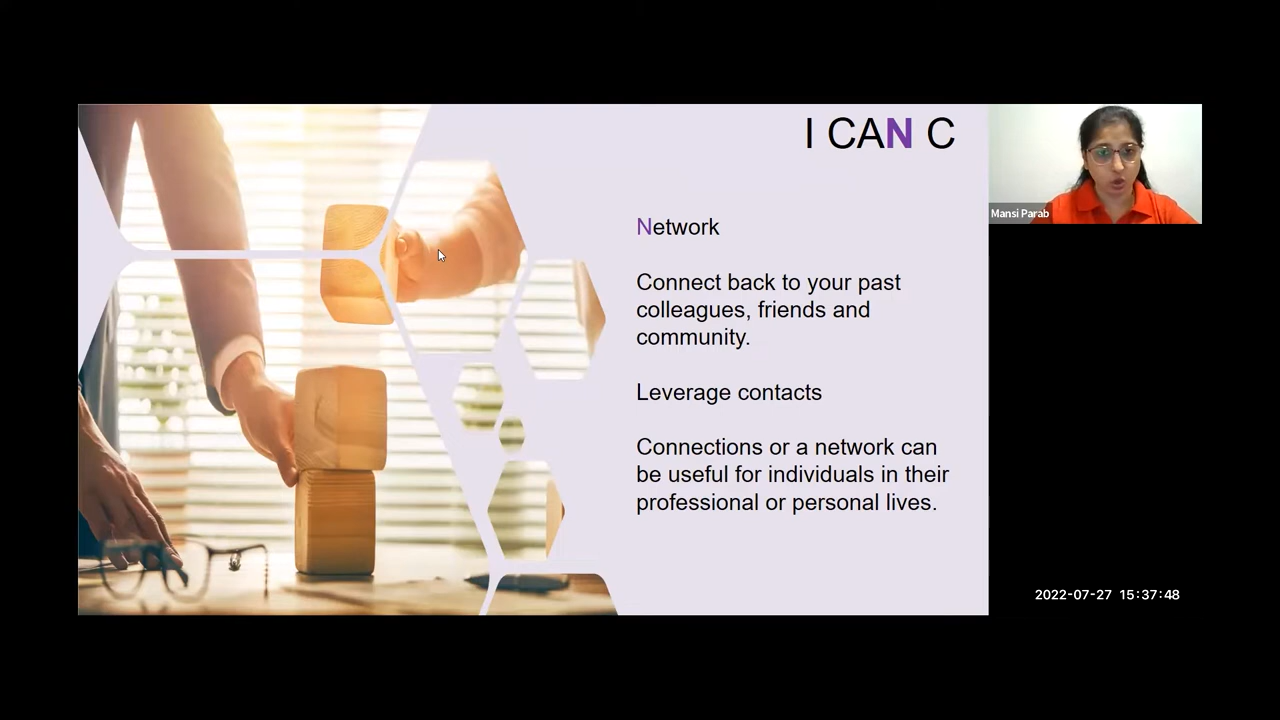 I CAN C
Mansi Parab
Network
Connect back to your past
colleagues, friends and
community.
Leverage contacts
Connections or a network can
be useful for individuals in their
professional or personal lives.
2022-07-27 15:37:48